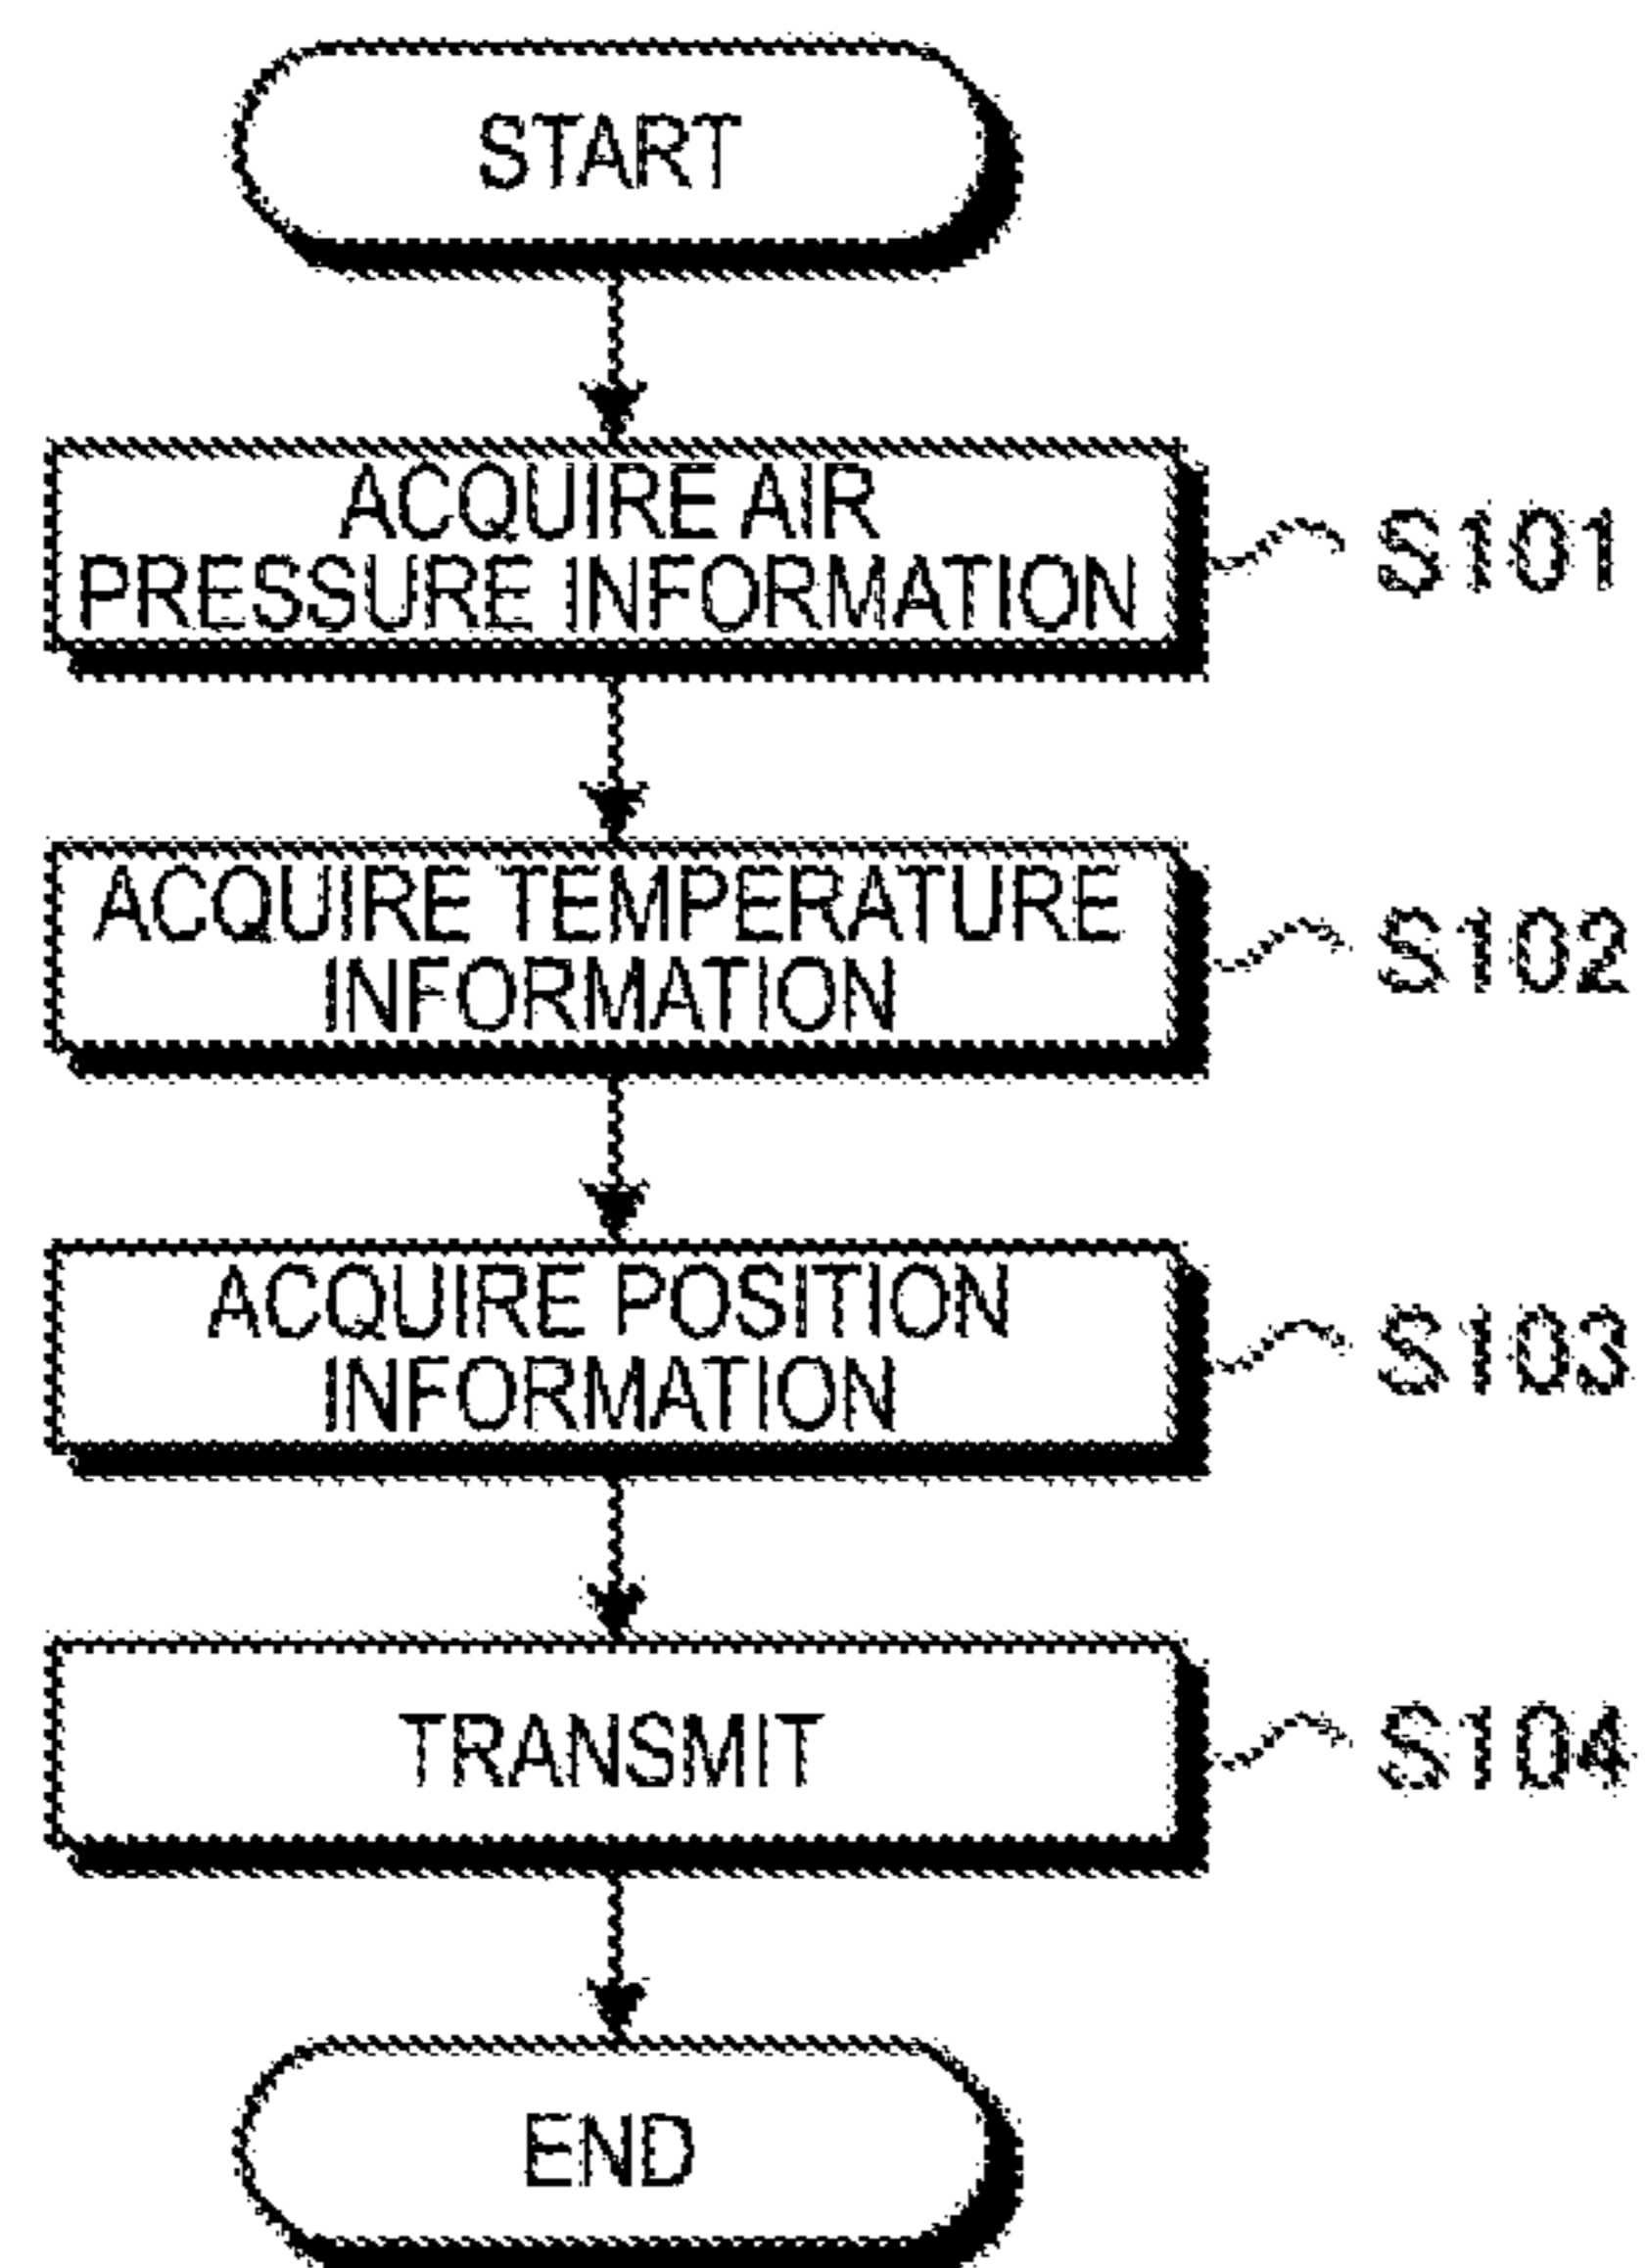 START
ACQUIRE AIR
PRESSURE INFORMATION
S101
ACQUIRE TEMPERATURE
INFORMATION
S102
ACQUIRE POSITION
INFORMATION
S103
TRANSMIT
S104
END